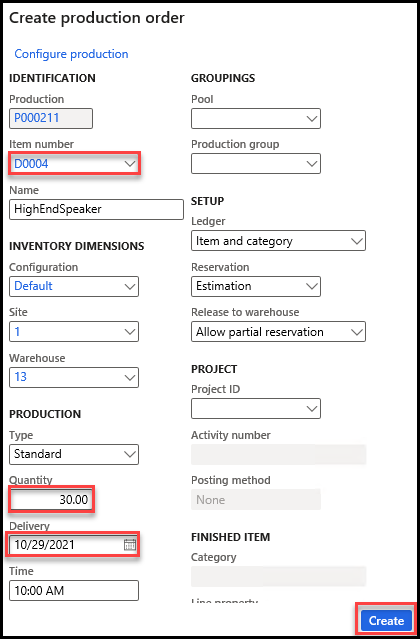 Create production order
Configure production
IDENTIFICATION
Production
P000211
Item number
D0004
Name
HighEndSpeaker
INVENTORY DIMENSIONS
Configuration
Default
Site
1
Warehouse
13
PRODUCTION
Type
Standard
Quantity
30.00
Delivery
10/29/2021
Time
10:00 AM
GROUPINGS
Pool
Production group
SETUP
Ledger
Item and category
Reservation
Estimation
Release to warehouse
Allow partial reservation
PROJECT
Project ID
Activity number
Posting method
None
FINISHED ITEM
Category
Line property
Create